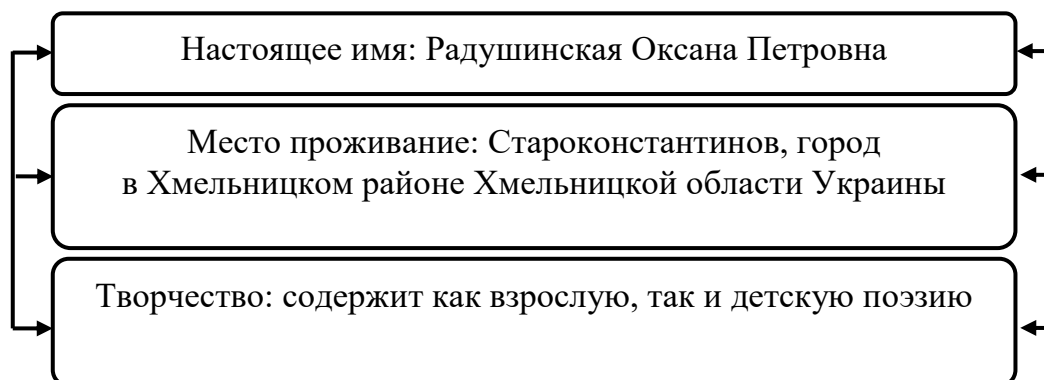 Настоящее имя: Радушинская Оксана Петровна
Место проживание: Староконстантинов, город
в Хмельницком районе Хмельницкой области Украины
Творчество: содержит как взрослую, так и детскую поэзию